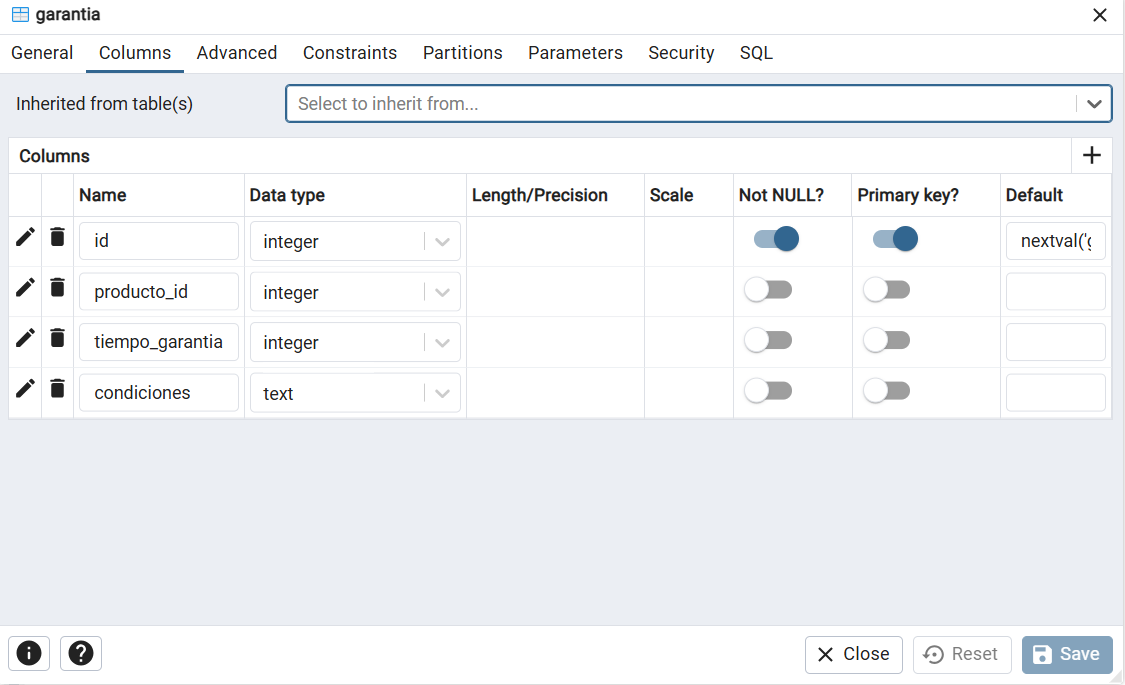 garantia
General Columns Advanced Constraints Partitions Parameters Security SQL
Inherited from table(s) Select to inherit from...
Columns
Name Data type Length/Precision Scale Not NULL? Primary key? Default
id integer nextval('g
producto_id integer
tiempo_garantia integer
condiciones text
Close Reset Save